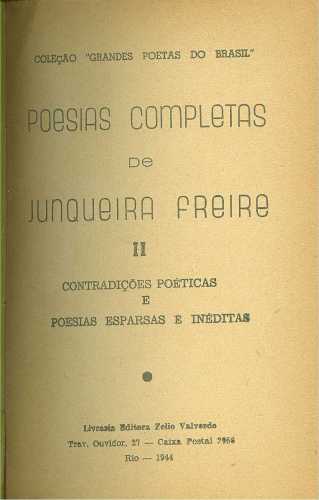 COLEÇÃO "GRANDES POETAS DO BRASIL"
POESIAS COMPLETAS
DE
JUNQUEIRA FREIRE
II
CONTRADIÇÕES POÉTICAS
E
POESIAS ESPARSAS E INÉDITAS
Livraria Editora Zelio Valverde
Trav. Ouvidor, 27 — Caixa Postal 2956
Rio — 1944